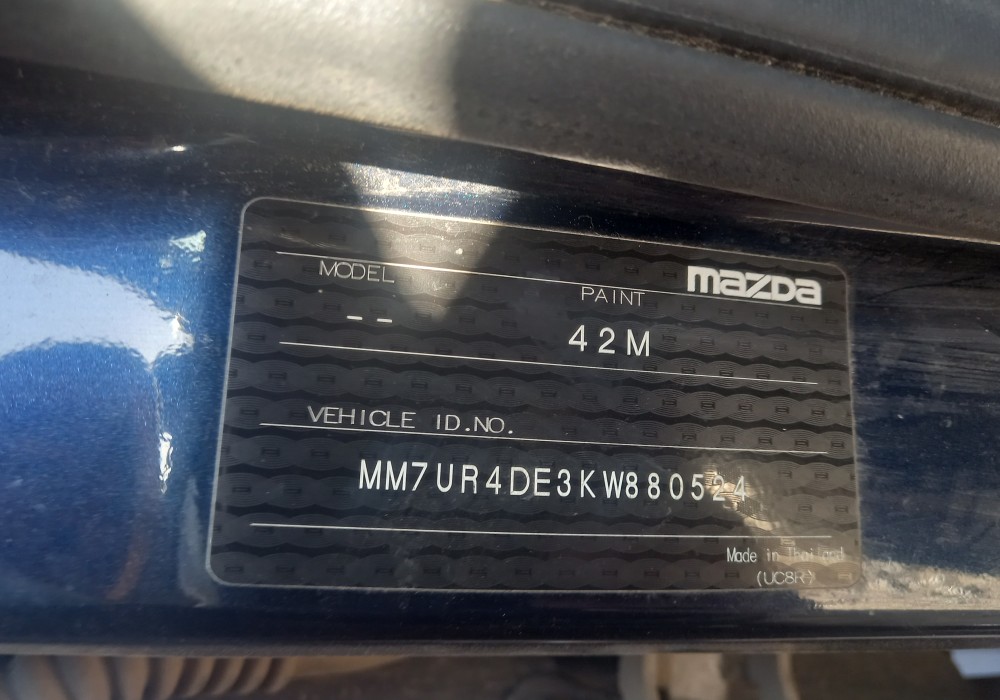 mazda
MODEL PAINT
-- 42M
VEHICLE ID.NO.
MM7UR4DE3KW880524
Made in Thailand
(UC8R)